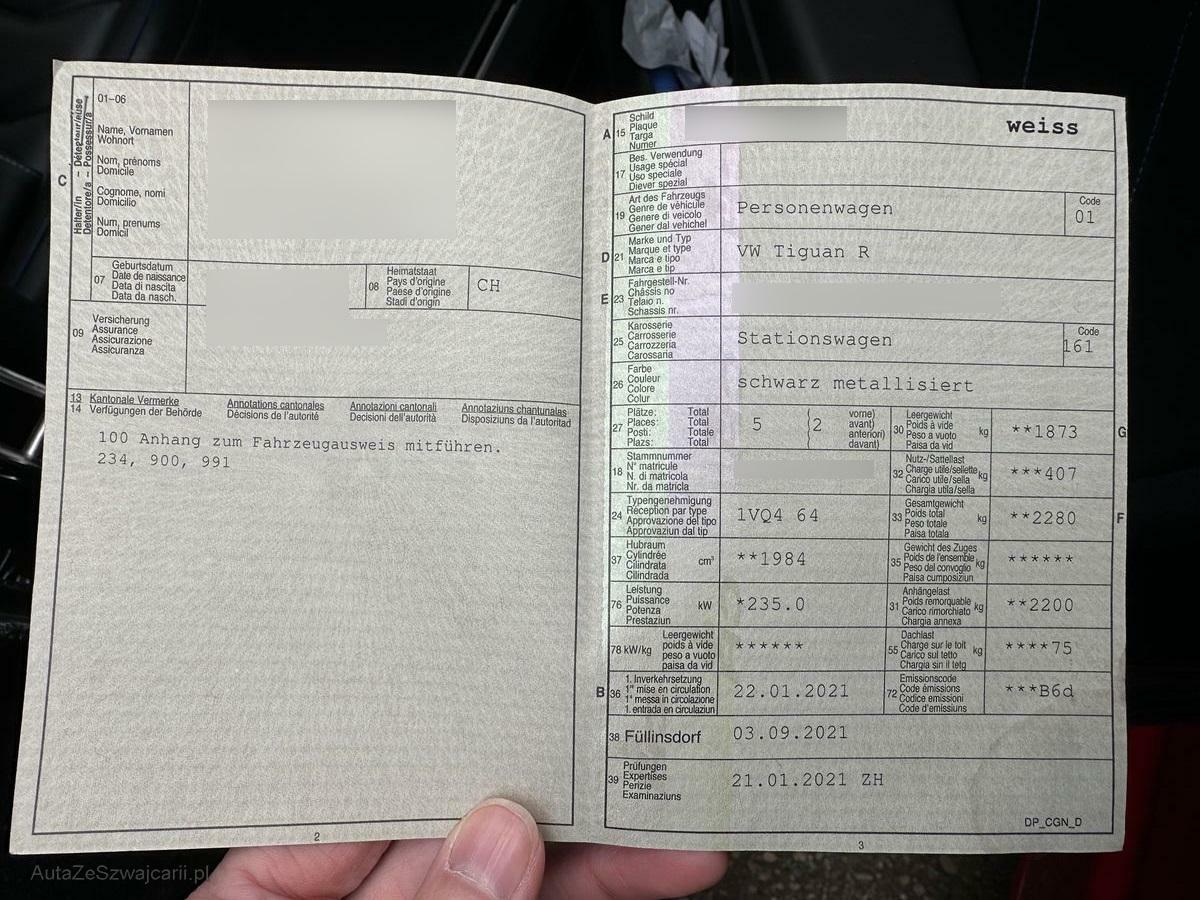 Halter/in – Détenteur/euse
Detentore/a – Possessur/a
C
01–06
Name, Vornamen
Wohnort
Nom, prénoms
Domicile
Cognome, nomi
Domicilio
Num, prenums
Domicil
07
Geburtsdatum
Date de naissance
Data di nascita
Data da nasch.
08
Heimatstaat
Pays d'origine
Paese d'origine
Stadi d'origin
CH
09
Versicherung
Assurance
Assicurazione
Assicuranza
13 Kantonale Vermerke Annotations cantonales Annotazioni cantonali Annotaziuns chantunalas
14 Verfügungen der Behörde Décisions de l'autorité Decisioni dell'autorità Disposiziuns da l'autoritad
100 Anhang zum Fahrzeugausweis mitführen.
234, 900, 991
2
A 15
Schild
Plaque
Targa
Numer
weiss
17
Bes. Verwendung
Usage spécial
Uso speciale
Diever spezial
19
Art des Fahrzeugs
Genre de véhicule
Genere di veicolo
Gener dal vehichel
Personenwagen
Code
01
D 21
Marke und Typ
Marque et type
Marca e tipo
Marca e tip
VW Tiguan R
E 23
Fahrgestell-Nr.
Châssis no
Telaio n.
Schassis nr.
25
Karosserie
Carrosserie
Carrozzeria
Carossaria
Stationswagen
Code
161
26
Farbe
Couleur
Colore
Colur
schwarz metallisiert
27
Plätze: Total
Places: Total
Posti: Totale
Plazs: Total
5
2
vorne)
avant)
anteriori)
davant)
30
Leergewicht
Poids à vide
Peso a vuoto
Paisa da vid
kg
**1873
G
18
Stammnummer
N° matricule
N. di matricola
Nr. da matricla
32
Nutz-/Sattellast
Charge utile/sellette
Carico utile/sella
Chargia utila/sella
kg
***407
24
Typengenehmigung
Réception par type
Approvazione del tipo
Approvaziun dal tip
1VQ4 64
33
Gesamtgewicht
Poids total
Peso totale
Paisa totala
kg
**2280
F
37
Hubraum
Cylindrée
Cilindrata
Cilindrada
cm³
**1984
35
Gewicht des Zuges
Poids de l'ensemble
Peso del convoglio
Paisa cumposiziun
kg
******
76
Leistung
Puissance
Potenza
Prestaziun
kW
*235.0
31
Anhängelast
Poids remorquable
Carico rimorchiato
Chargia annexa
kg
**2200
78 kW/kg
Leergewicht
poids à vide
peso a vuoto
paisa da vid
******
55
Dachlast
Charge sur le toit
Carico sul tetto
Chargia sin il tetg
kg
****75
B 36
1. Inverkehrsetzung
1re mise en circulation
1a messa in circolazione
1. entrada en circulaziun
22.01.2021
72
Emissionscode
Code émissions
Codice emissioni
Code d'emissiuns
***B6d
38 Füllinsdorf 03.09.2021
39
Prüfungen
Expertises
Perizie
Examinaziuns
21.01.2021 ZH
DP_CGN_D
3
AutaZeSzwajcarii.pl